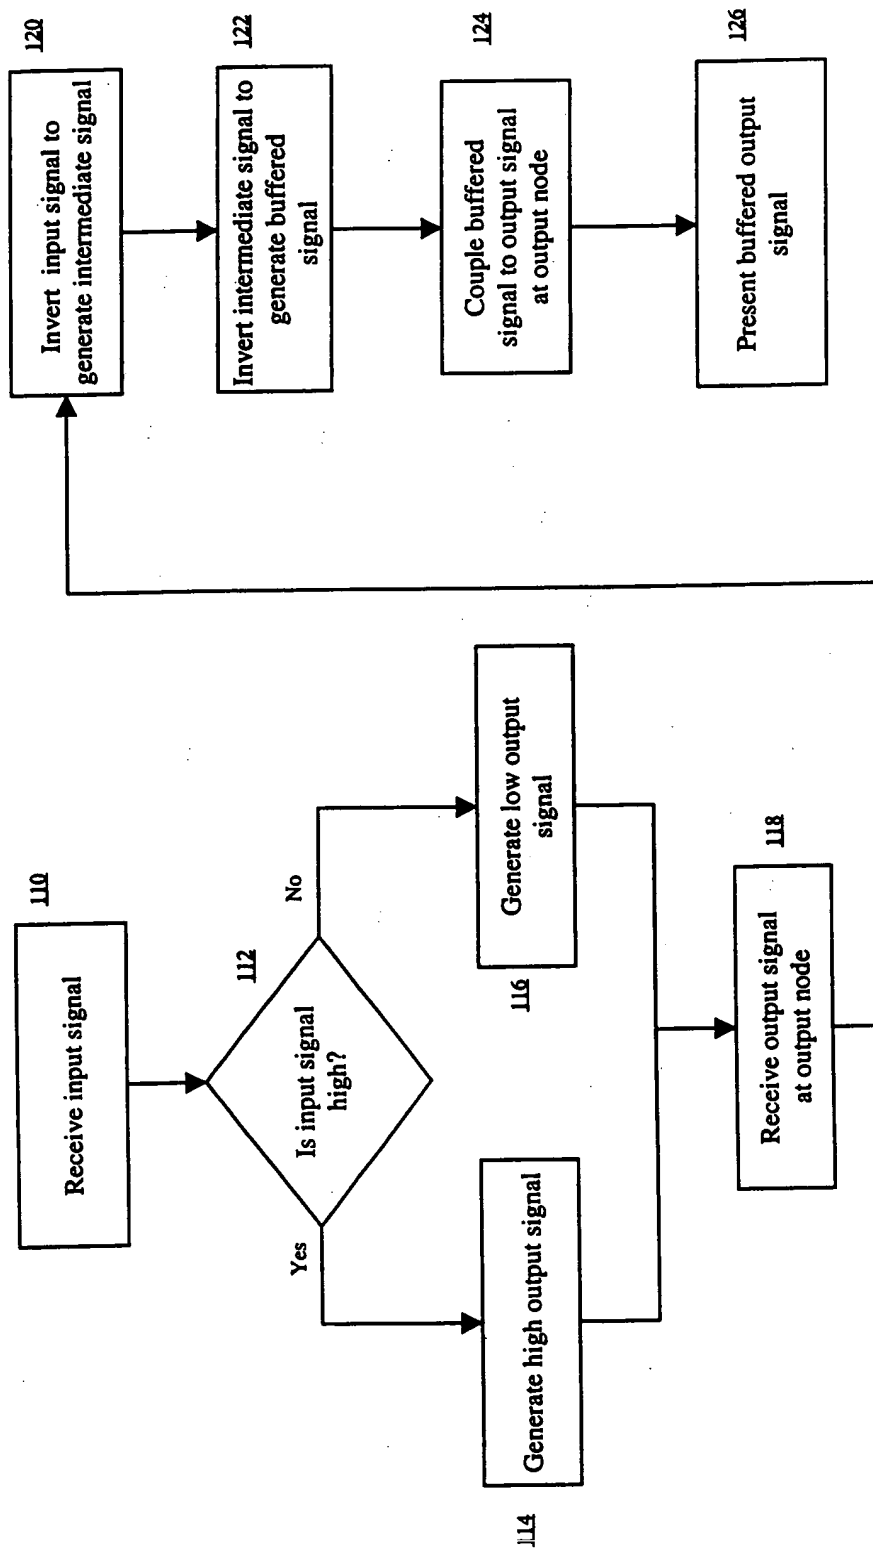 110
Receive input signal
112
Is input signal
high?
Yes
No
114
Generate high output signal
Generate low output
signal
116
118
Receive output signal
at output node
120
Invert input signal to
generate intermediate signal
122
Invert intermediate signal to
generate buffered
signal
124
Couple buffered
signal to output signal
at output node
126
Present buffered output
signal